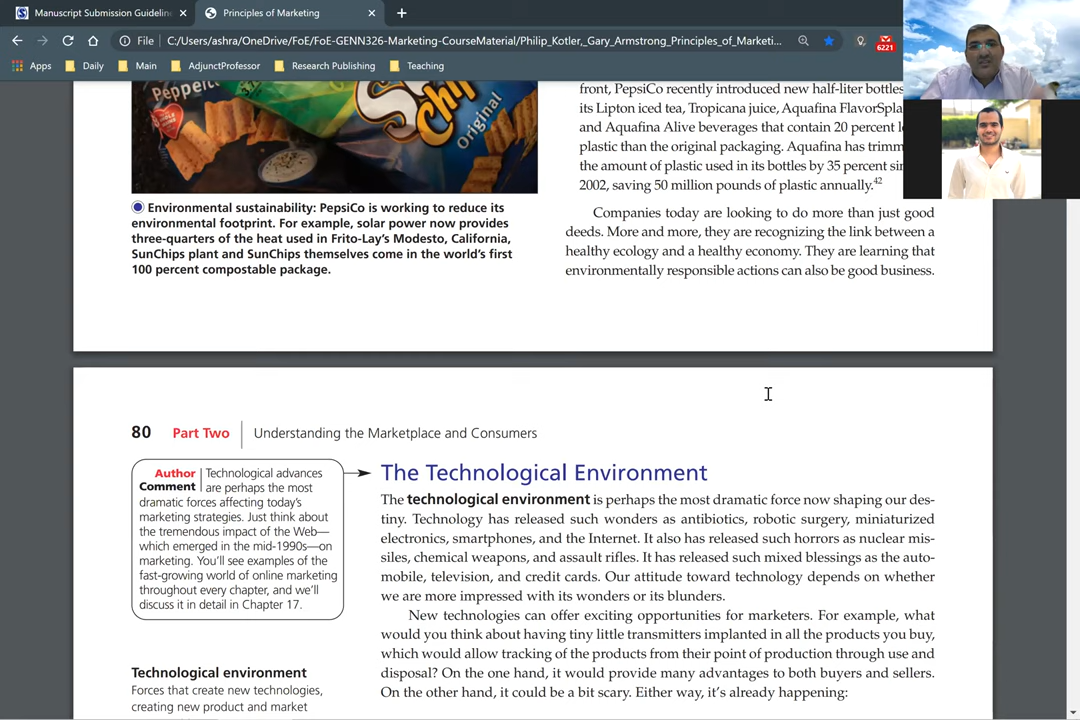 Manuscript Submission Guidelin
Principles of Marketing
File
C:/Users/ashra/OneDrive/FoE/FoE-GENN326-Marketing-CourseMaterial/Philip_Kotler,_Gary_Armstrong_Principles_of_Marketi...
6221
Apps
Daily
Main
AdjunctProfessor
Research Publishing
Teaching
Original
front, PepsiCo recently introduced new half-liter bottles
its Lipton iced tea, Tropicana juice, Aquafina FlavorSpla
and Aquafina Alive beverages that contain 20 percent l
plastic than the original packaging. Aquafina has trimm
the amount of plastic used in its bottles by 35 percent si
2002, saving 50 million pounds of plastic annually.42
Environmental sustainability: PepsiCo is working to reduce its
environmental footprint. For example, solar power now provides
three-quarters of the heat used in Frito-Lay's Modesto, California,
SunChips plant and SunChips themselves come in the world's first
100 percent compostable package.
Companies today are looking to do more than just good
deeds. More and more, they are recognizing the link between a
healthy ecology and a healthy economy. They are learning that
environmentally responsible actions can also be good business.
80 Part Two Understanding the Marketplace and Consumers
Author Comment
Technological advances
are perhaps the most
dramatic forces affecting today's
marketing strategies. Just think about
the tremendous impact of the Web—
which emerged in the mid-1990s—on
marketing. You'll see examples of the
fast-growing world of online marketing
throughout every chapter, and we'll
discuss it in detail in Chapter 17.
The Technological Environment
The technological environment is perhaps the most dramatic force now shaping our des-
tiny. Technology has released such wonders as antibiotics, robotic surgery, miniaturized
electronics, smartphones, and the Internet. It also has released such horrors as nuclear mis-
siles, chemical weapons, and assault rifles. It has released such mixed blessings as the auto-
mobile, television, and credit cards. Our attitude toward technology depends on whether
we are more impressed with its wonders or its blunders.
New technologies can offer exciting opportunities for marketers. For example, what
would you think about having tiny little transmitters implanted in all the products you buy,
which would allow tracking of the products from their point of production through use and
disposal? On the one hand, it would provide many advantages to both buyers and sellers.
On the other hand, it could be a bit scary. Either way, it's already happening:
Technological environment
Forces that create new technologies,
creating new product and market